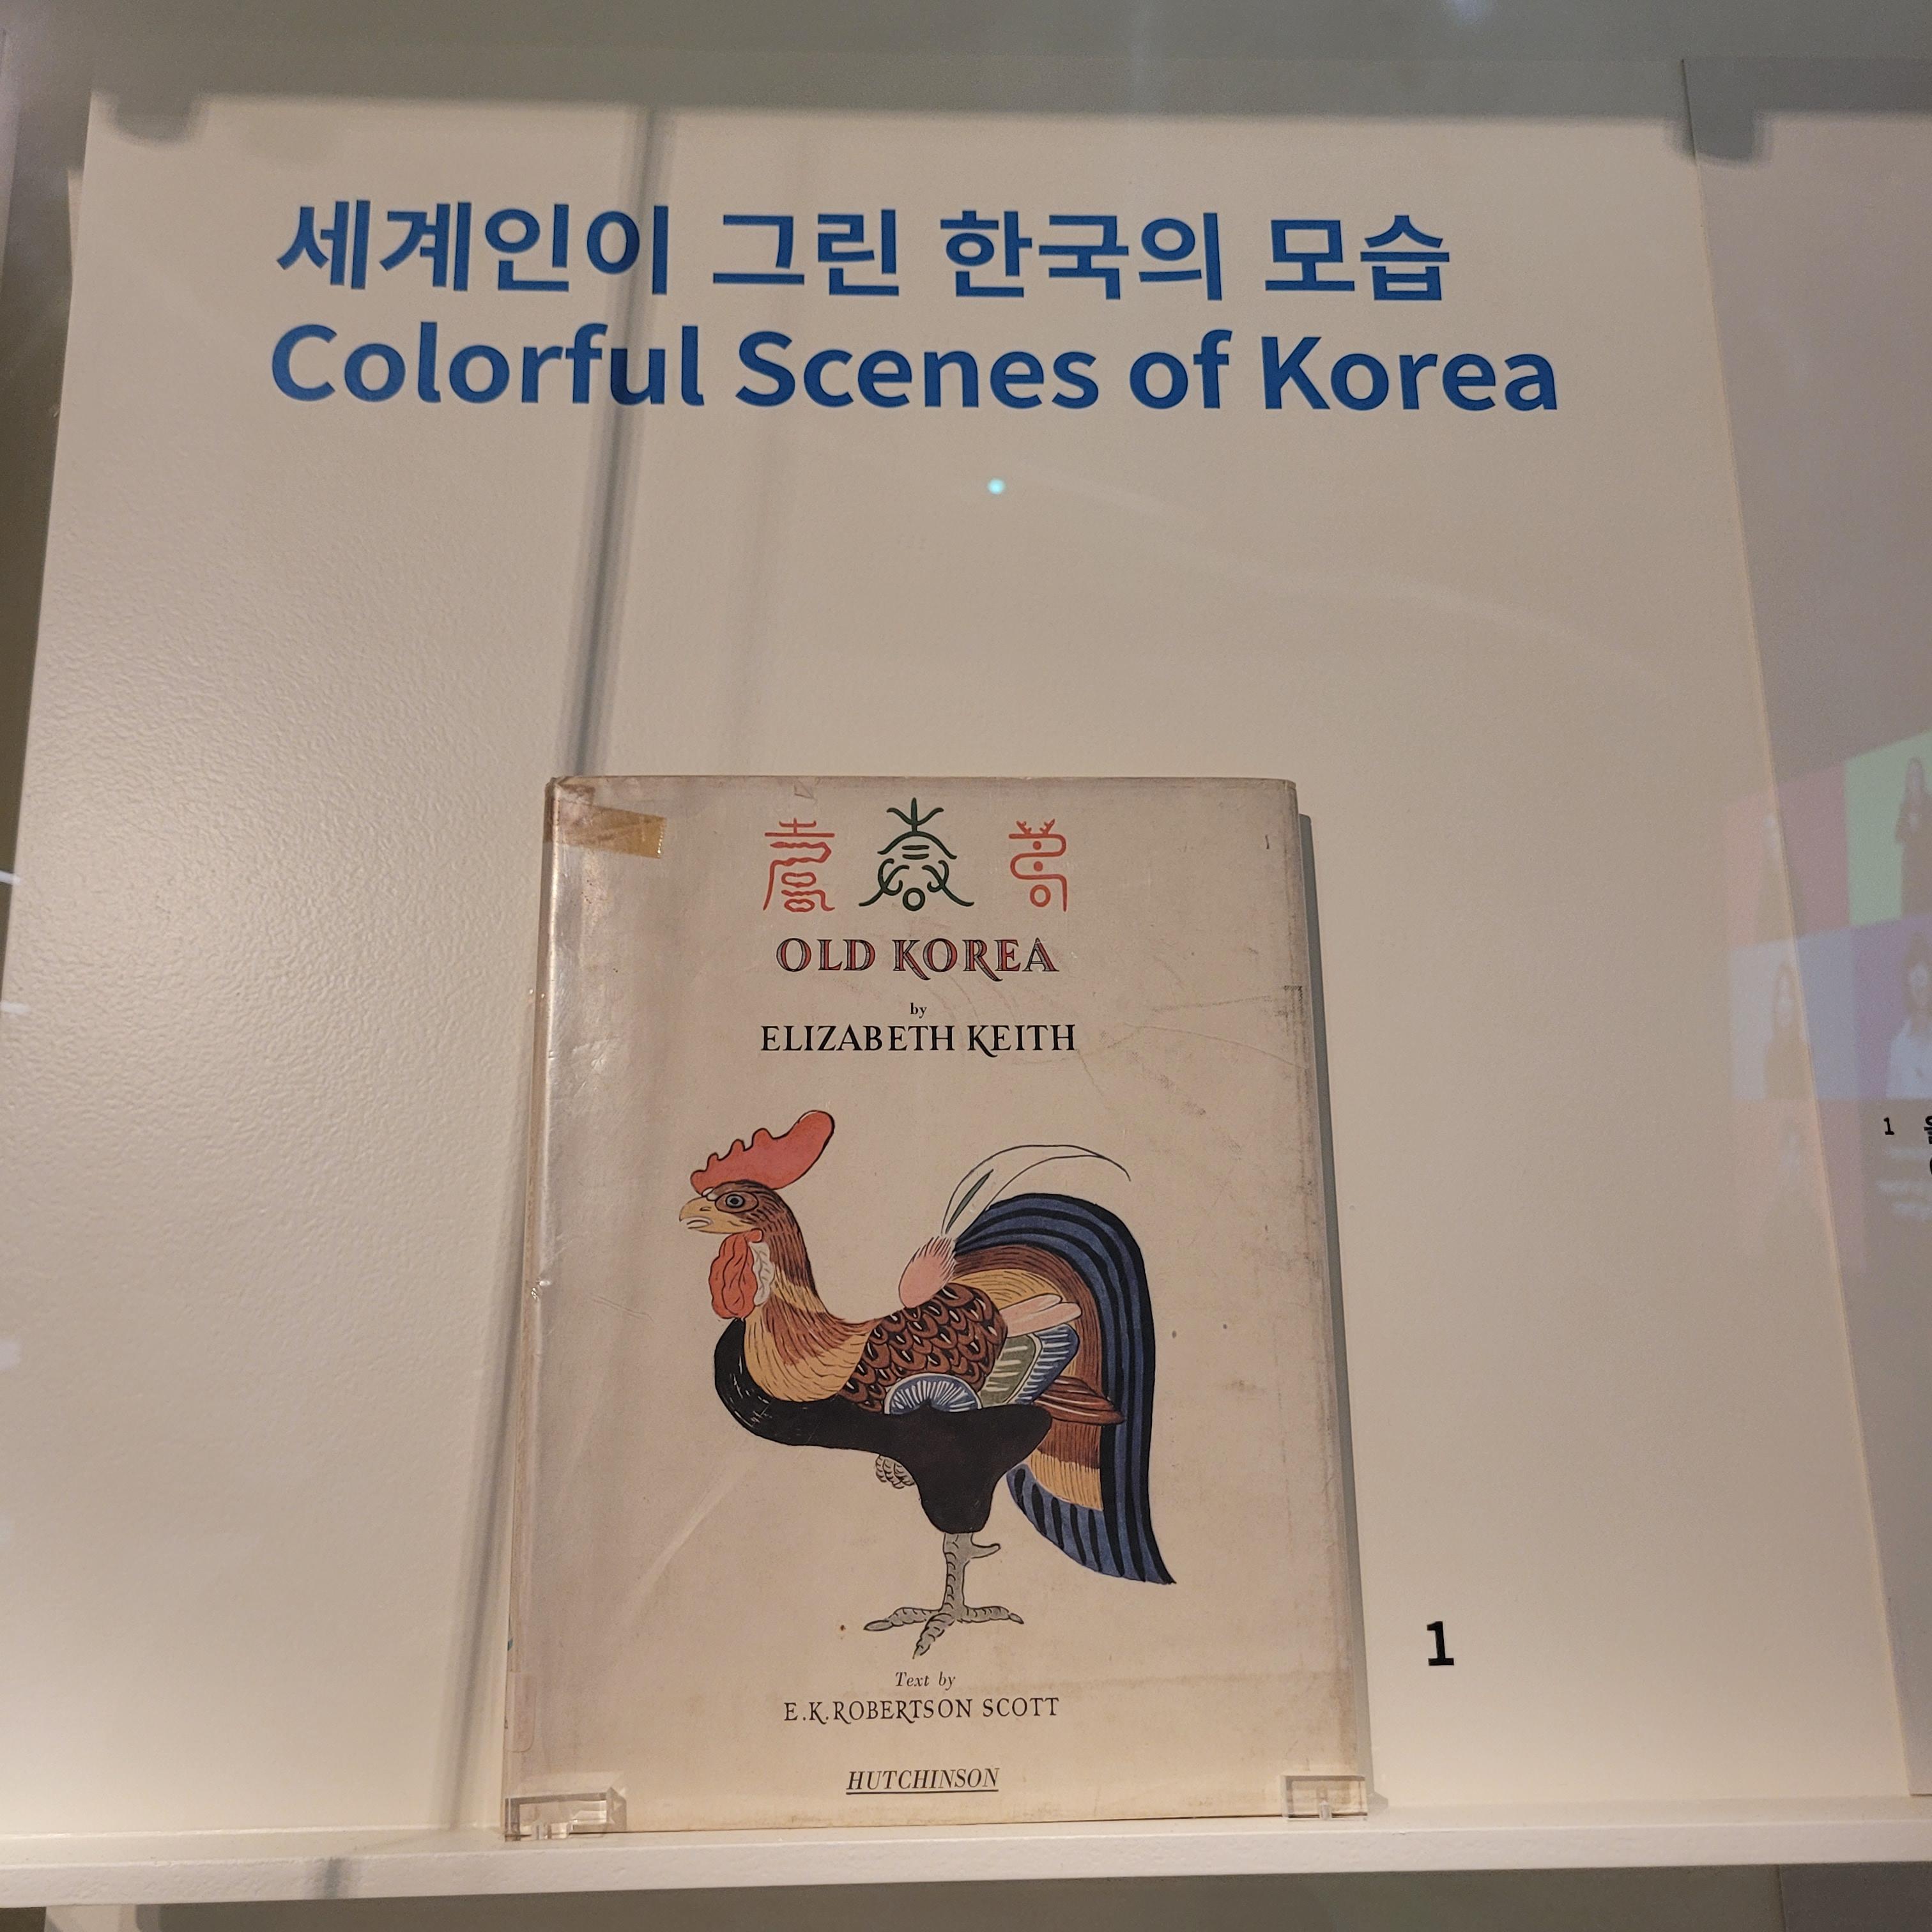 세계인이 그린 한국의 모습
Colorful Scenes of Korea
OLD KOREA
by
ELIZABETH KEITH
Text by
E.K.ROBERTSON SCOTT
HUTCHINSON
1
1